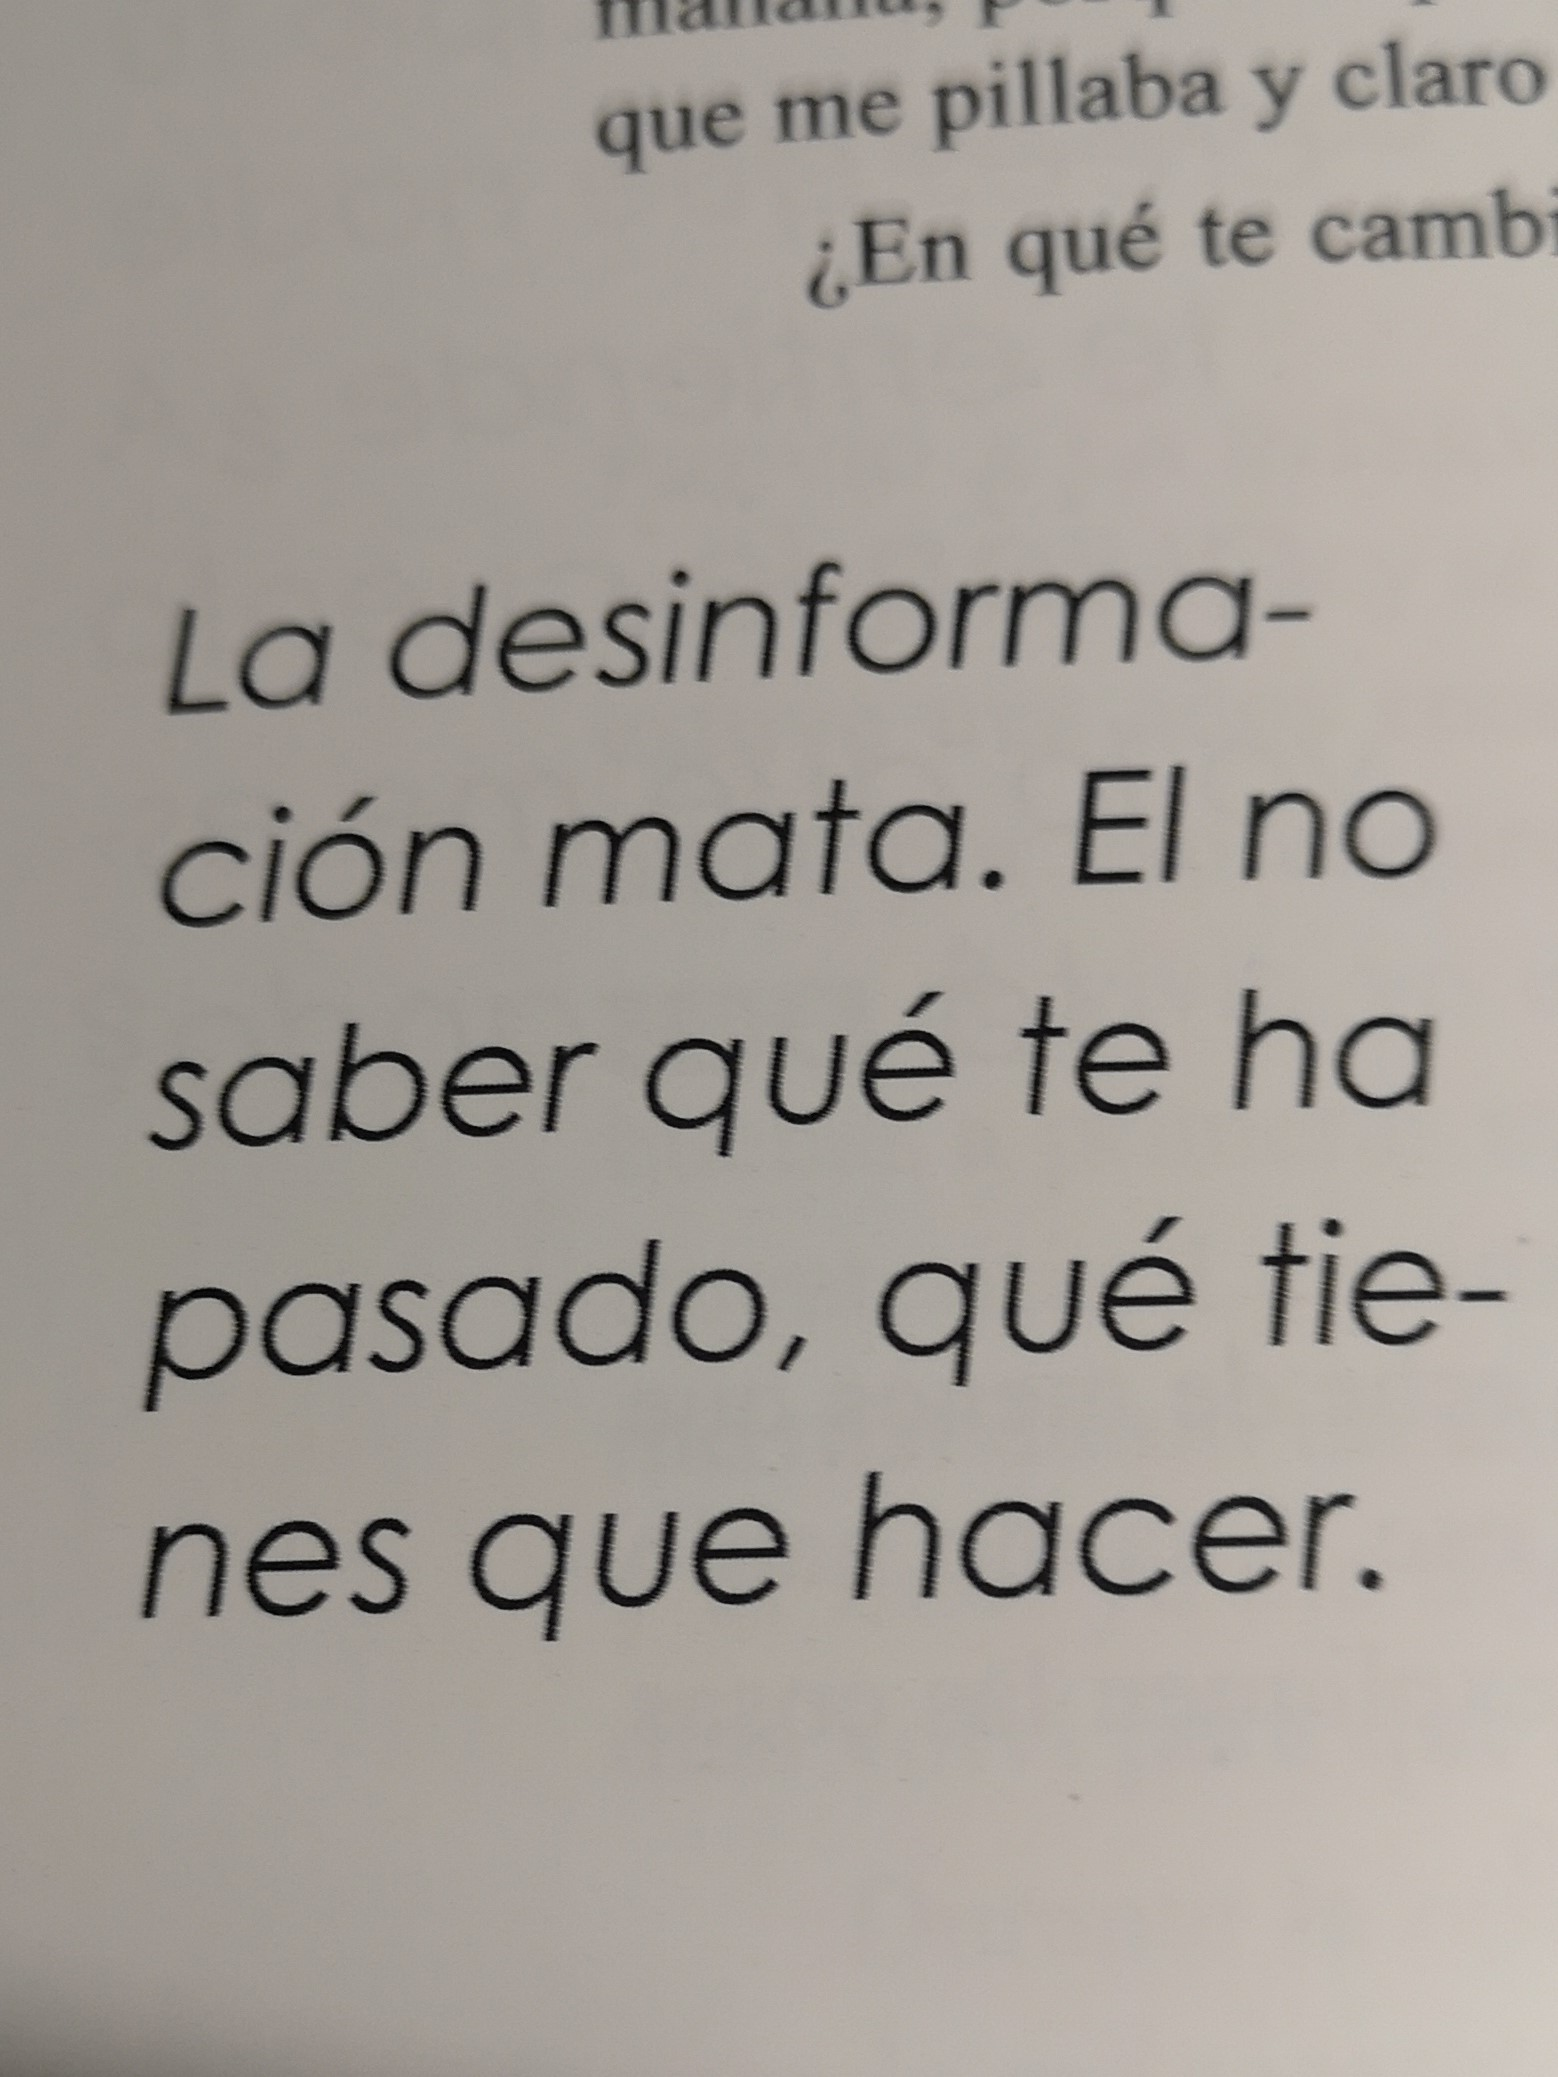 que me pillaba y claro
¿En qué te cambi
La desinforma-
ción mata. El no
saber qué te ha
pasado, qué tie-
nes que hacer.